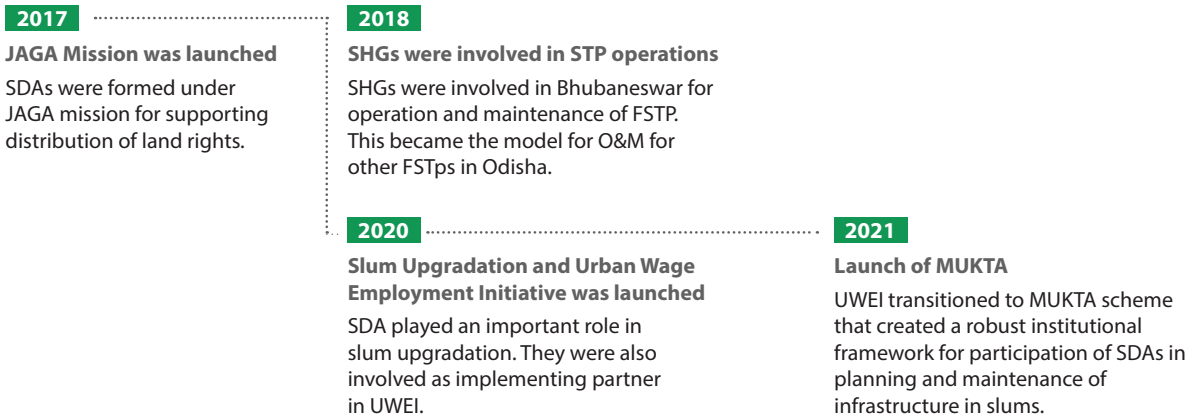 2017
JAGA Mission was launched
SDAs were formed under
JAGA mission for supporting
distribution of land rights.
2018
SHGs were involved in STP operations
SHGs were involved in Bhubaneswar for
operation and maintenance of FSTP.
This became the model for O&M for
other FSTps in Odisha.
2020
Slum Upgradation and Urban Wage
Employment Initiative was launched
SDA played an important role in
slum upgradation. They were also
involved as implementing partner
in UWEI.
2021
Launch of MUKTA
UWEI transitioned to MUKTA scheme
that created a robust institutional
framework for participation of SDAs in
planning and maintenance of
infrastructure in slums.